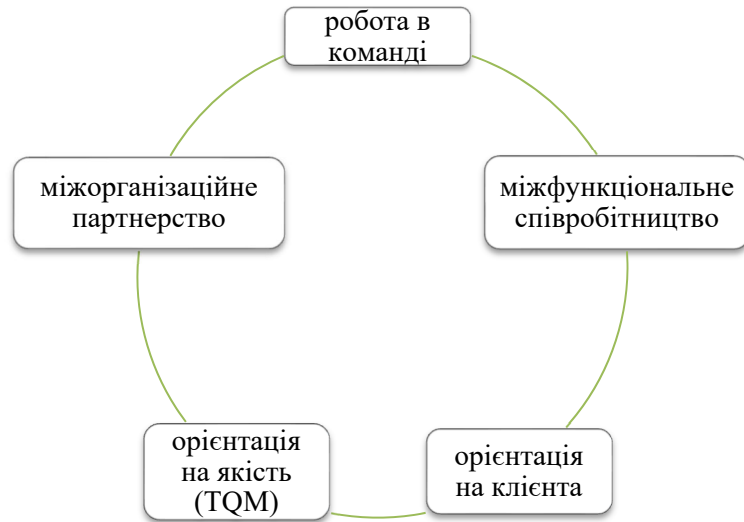 робота в
команді
міжорганізаційне
партнерство
міжфункціональне
співробітництво
орієнтація
на якість
(TQM)
орієнтація
на клієнта